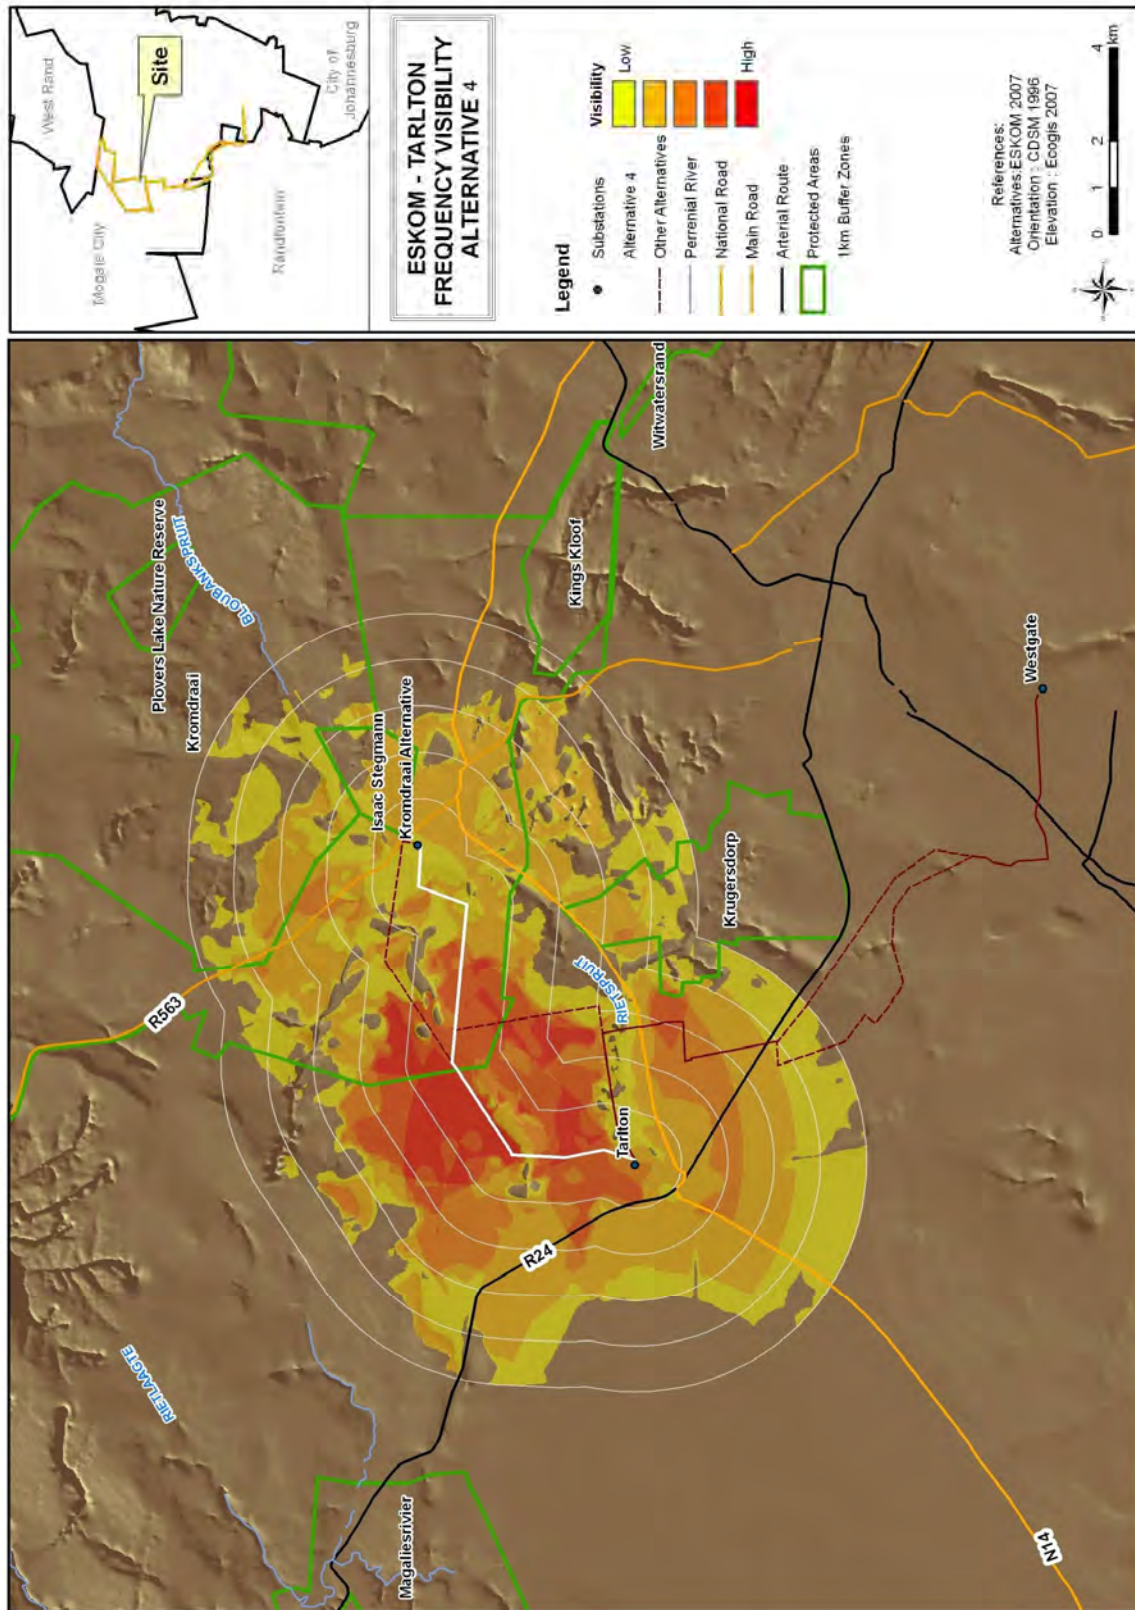 West Rand
Mogale City
Site
City of
Johannesburg
Randfontein
ESKOM - TARLTON
FREQUENCY VISIBILITY
ALTERNATIVE 4
Legend
Substations
Alternative 4
Other Alternatives
Perrenial River
National Road
Main Road
Arterial Route
Protected Areas
1km Buffer Zones
Visibility
Low
High
References:
Alternatives:ESKOM 2007
Orientation : CDSM 1996
Elevation : Ecogis 2007
0 1 2 4
km
Plovers Lake Nature Reserve
BLOUBANKSPRUIT
Kromdraai
Isaac Stegmann
Kromdraai Alternative
R563
Kings Kloof
Witwatersrand
RIETSPRUIT
Krugersdorp
Tarlton
R24
RIETLAAGTE
Magaliesrivier
Westgate
N14